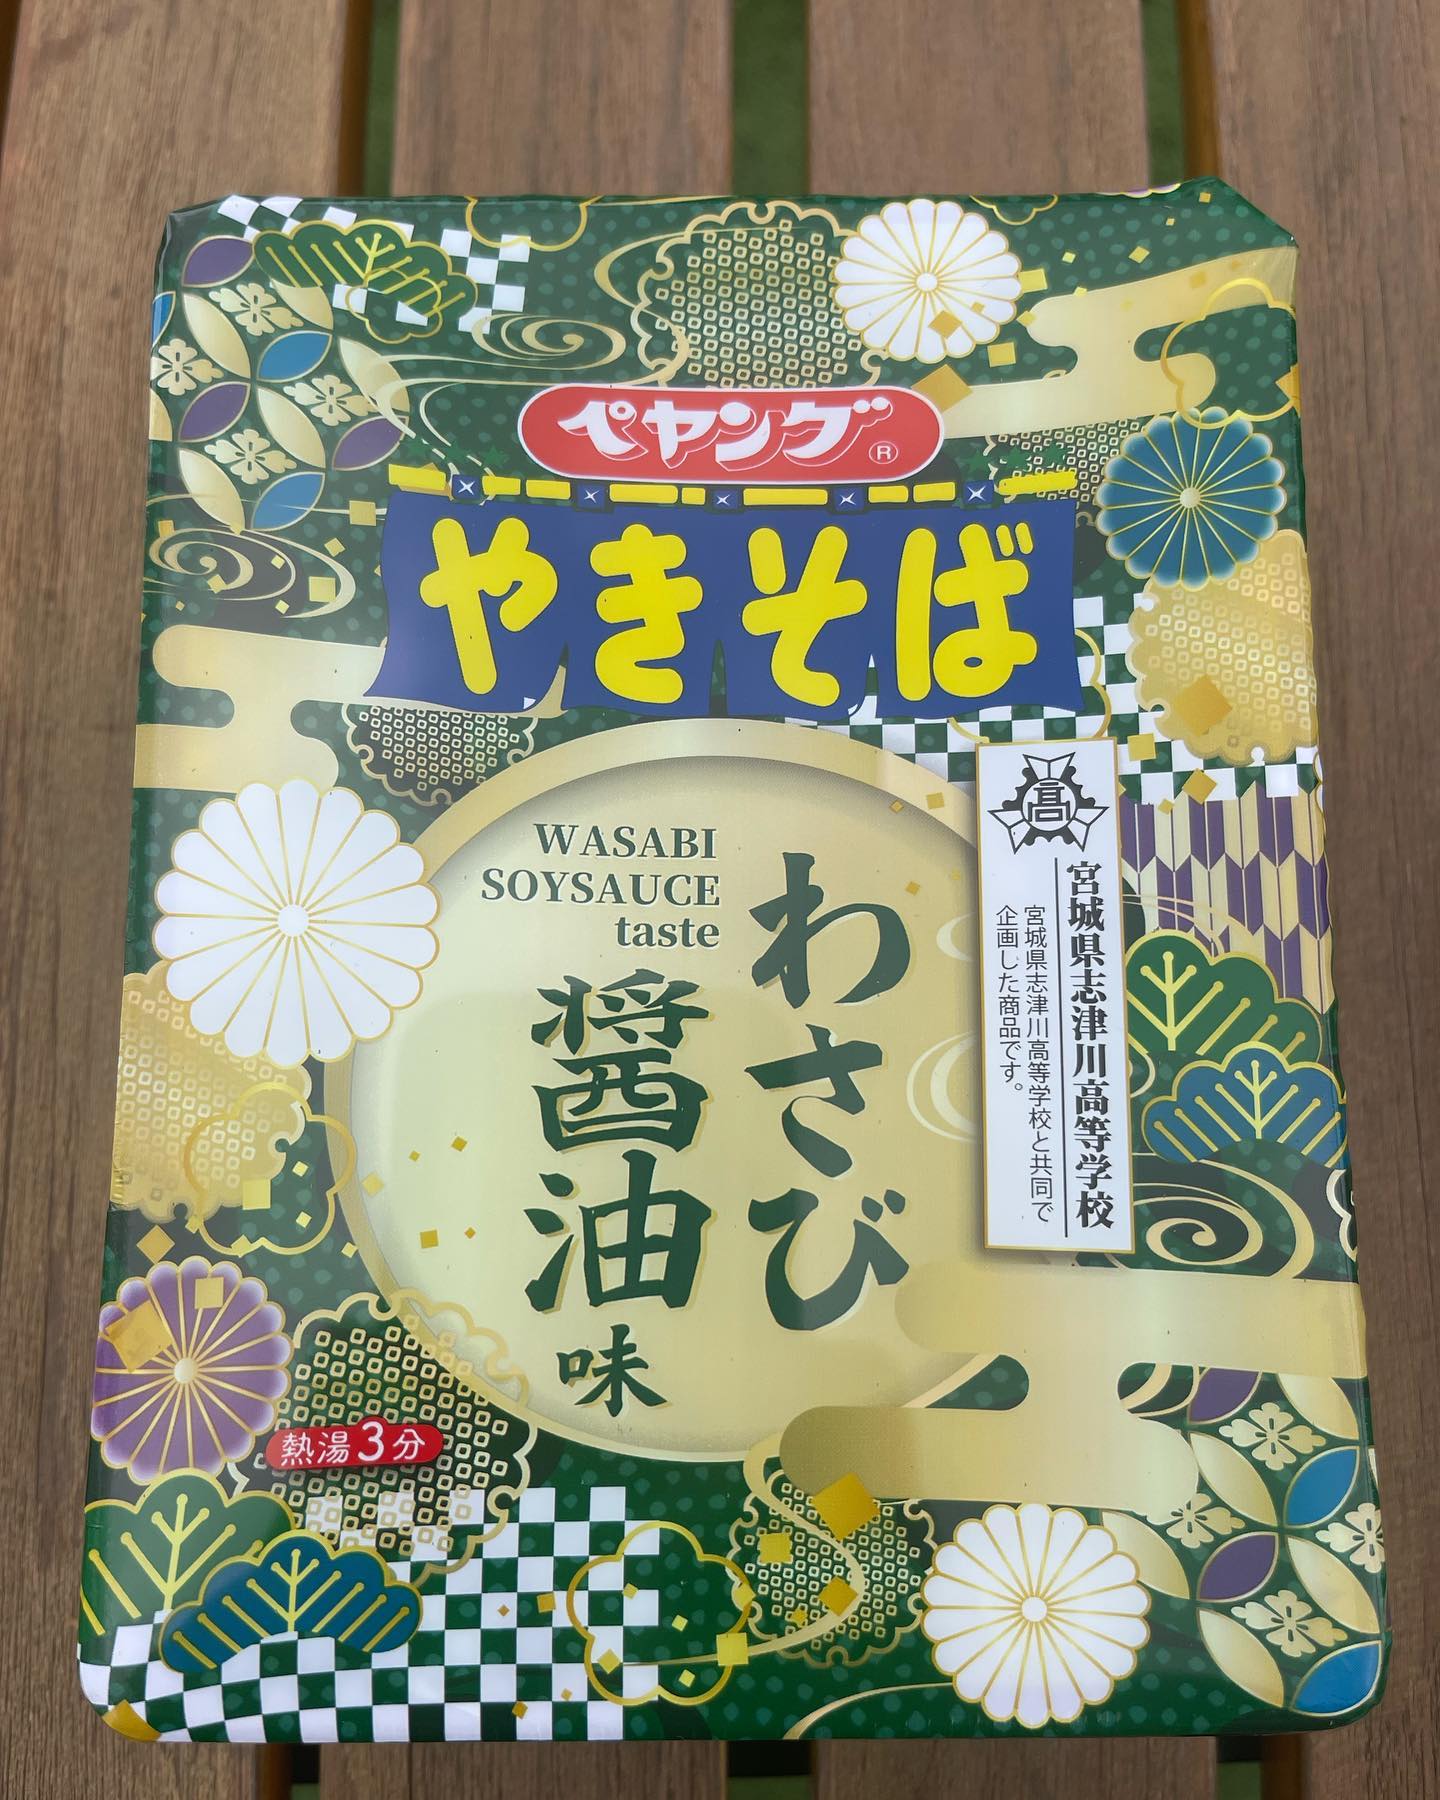 ペヤング®
やきそば
WASABI
SOYSAUCE
taste
わさび
醤油
味
高
宮城県志津川高等学校
宮城県志津川高等学校と共同で
企画した商品です。
熱湯3分